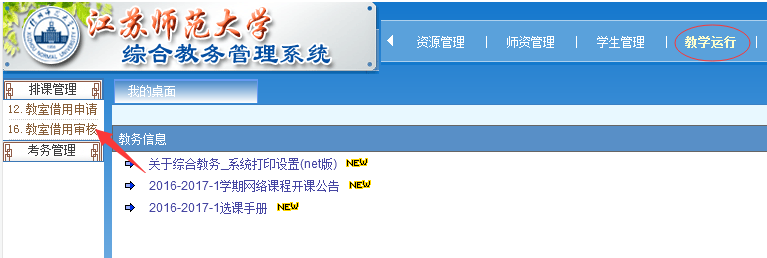 江苏师范大学
综合教务管理系统
资源管理 | 师资管理 | 学生管理 | 教学运行 |
排课管理
12.教室借用申请
16.教室借用审核
考务管理
我的桌面
教务信息
关于综合教务_系统打印设置(net版) NEW
2016-2017-1学期网络课程开课公告 NEW
2016-2017-1选课手册 NEW